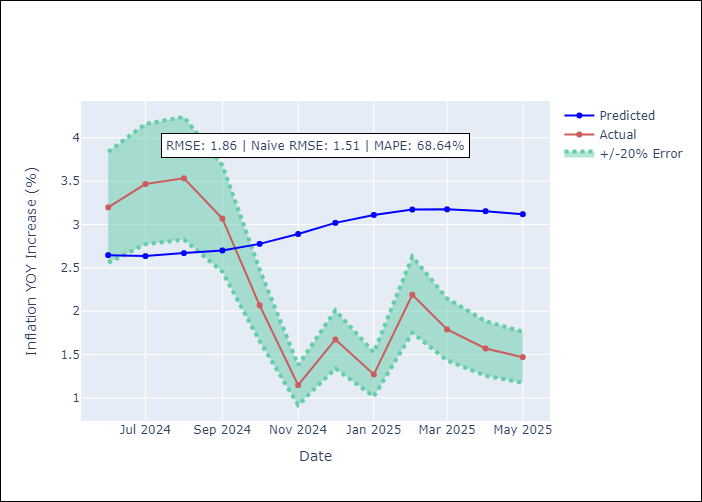 RMSE: 1.86 | Naive RMSE: 1.51 | MAPE: 68.64%
Predicted
Actual
+/-20% Error
Inflation YOY Increase (%)
4
3.5
3
2.5
2
1.5
1
Jul 2024
Sep 2024
Nov 2024
Jan 2025
Mar 2025
May 2025
Date